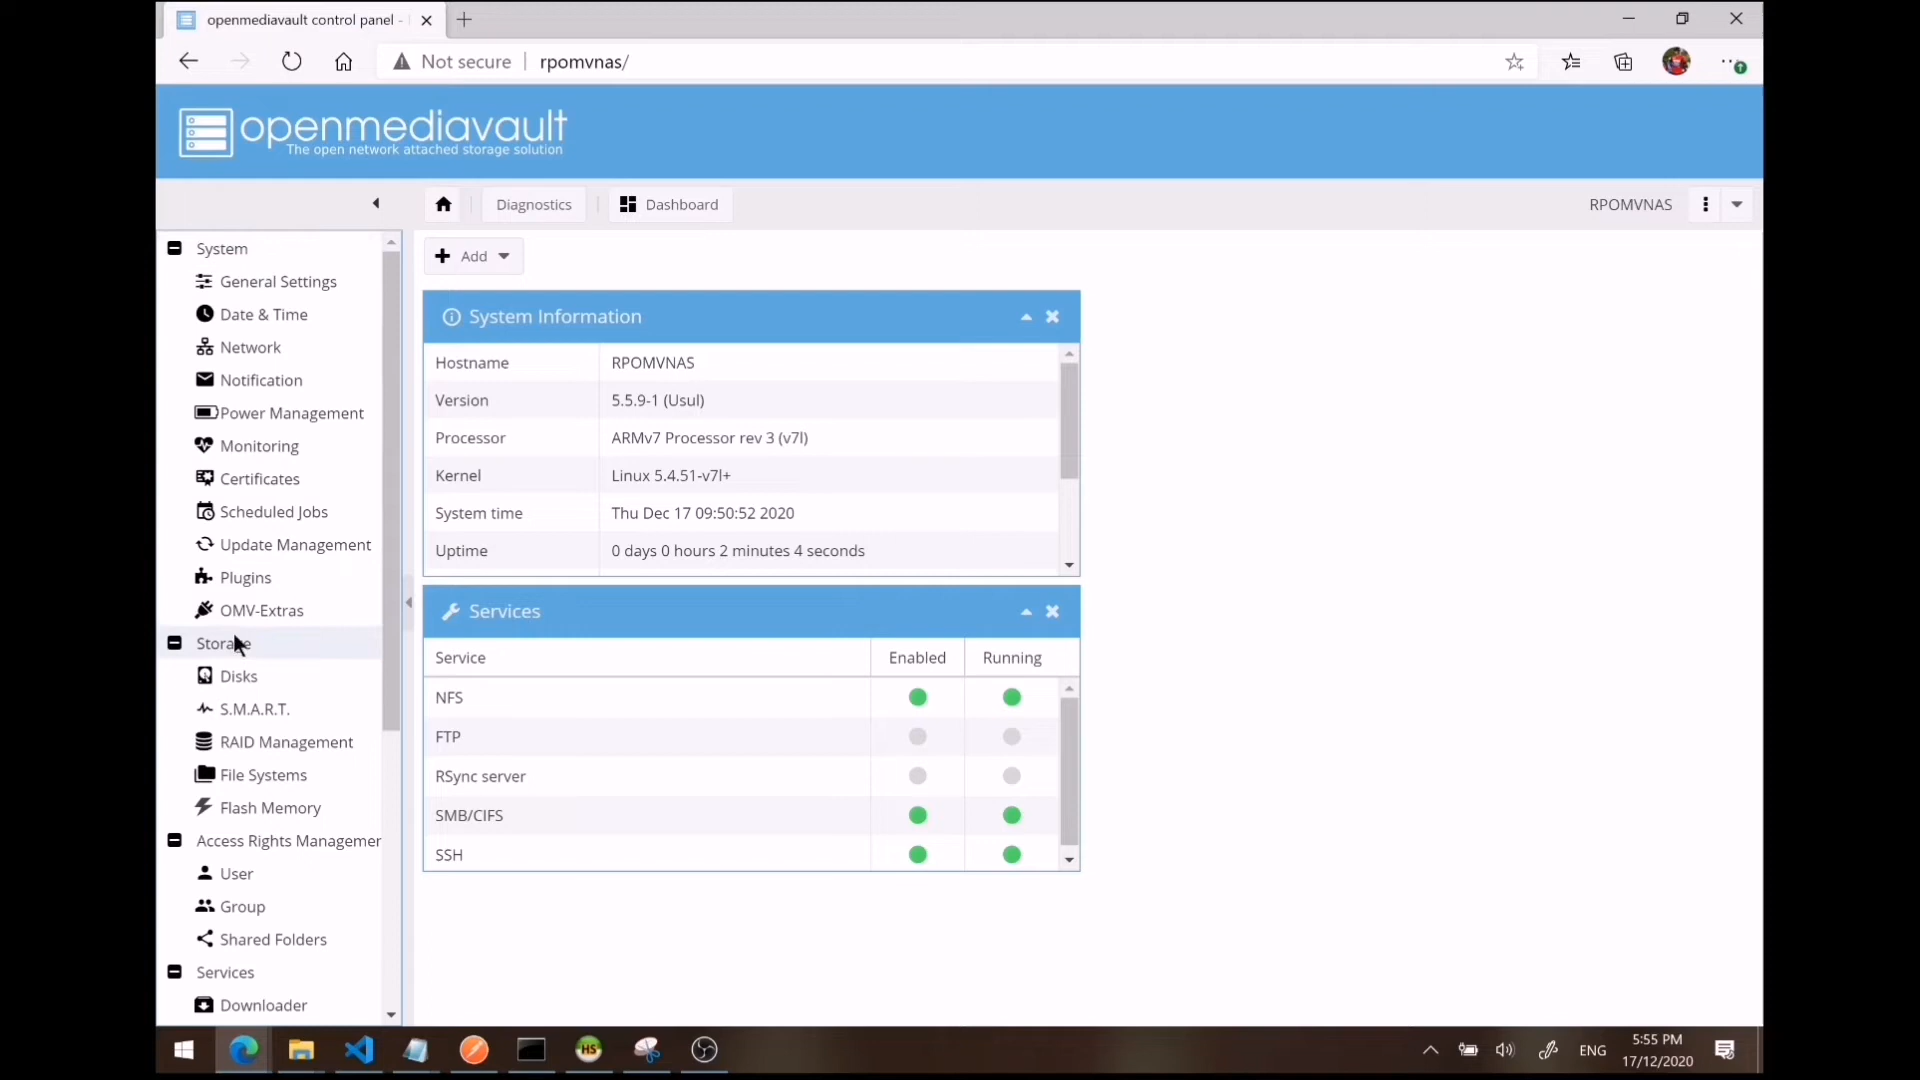 openmediavault control panel -
Not secure
rpomvnas/
openmediavault
The open network attached storage solution
Diagnostics
Dashboard
RPOMVNAS
System
General Settings
Date & Time
Network
Notification
Power Management
Monitoring
Certificates
Scheduled Jobs
Update Management
Plugins
OMV-Extras
Storage
Disks
S.M.A.R.T.
RAID Management
File Systems
Flash Memory
Access Rights Managemer
User
Group
Shared Folders
Services
Downloader
Add
System Information
Hostname RPOMVNAS
Version 5.5.9-1 (Usul)
Processor ARMv7 Processor rev 3 (v7l)
Kernel Linux 5.4.51-v7l+
System time Thu Dec 17 09:50:52 2020
Uptime 0 days 0 hours 2 minutes 4 seconds
Services
Service Enabled Running
NFS
FTP
RSync server
SMB/CIFS
SSH
HS
ENG
5:55 PM
17/12/2020